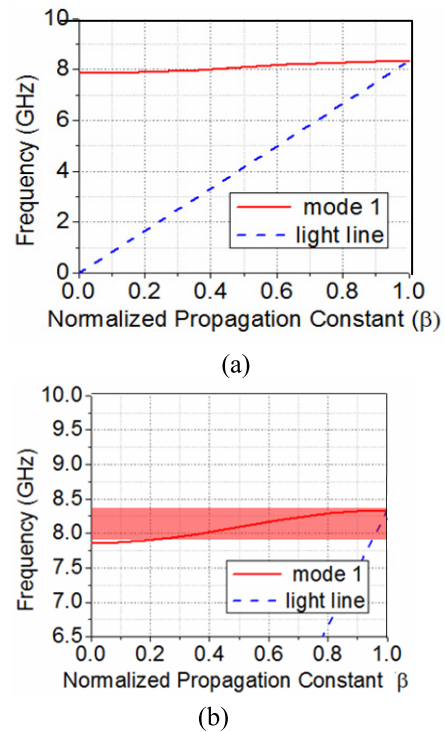 10
8
6
4
2
0
Frequency (GHz)
mode 1
light line
0.0 0.2 0.4 0.6 0.8 1.0
Normalized Propagation Constant (β)
(a)
10.0
9.5
9.0
8.5
8.0
7.5
7.0
6.5
Frequency (GHz)
mode 1
light line
0.0 0.2 0.4 0.6 0.8 1.0
Normalized Propagation Constant β
(b)